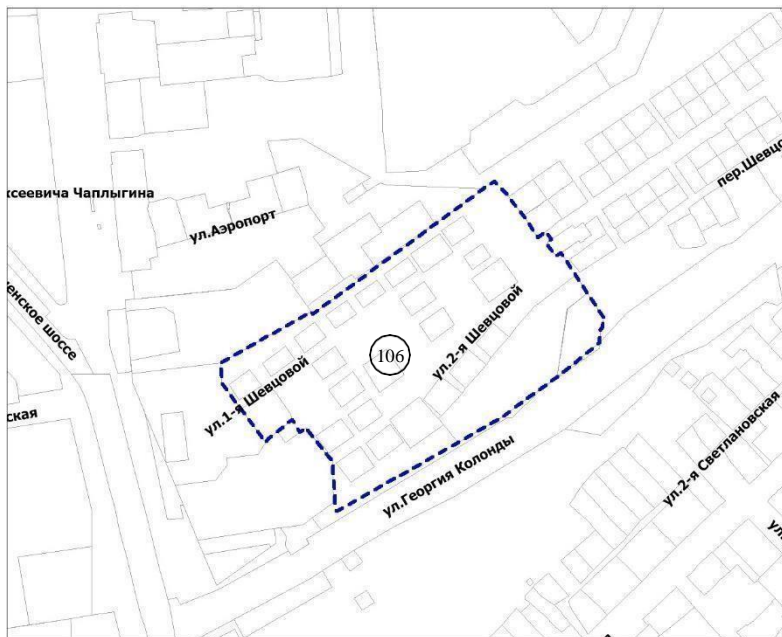 пер.Шевцо
ксеевича Чаплыгина
ул.Аэропорт
енское шоссе
ул.2-я Шевцовой
106
ул.1-я Шевцовой
ская
ул.2-я Светлановская
ул.Георгия Колонды
ул.